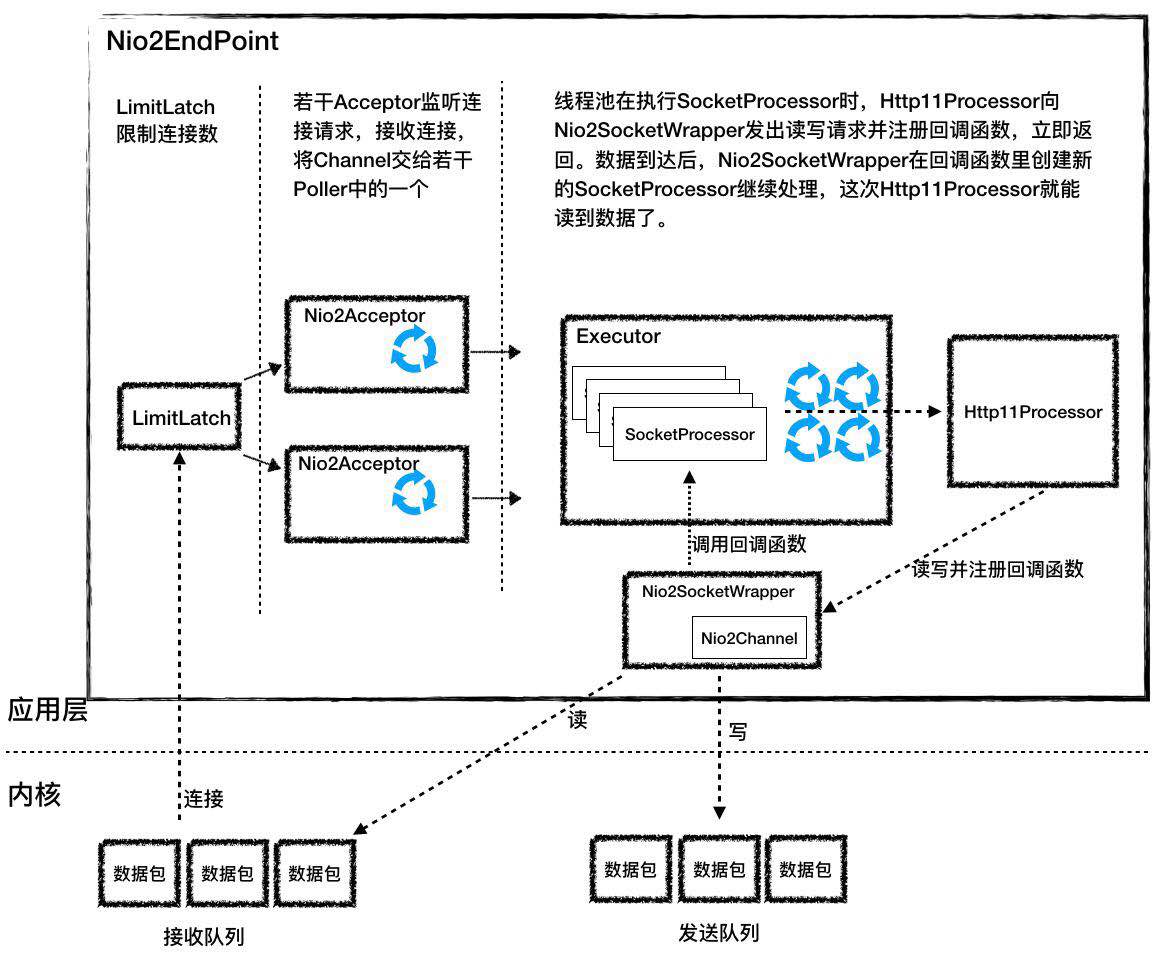 Nio2EndPoint
LimitLatch
限制连接数
若干Acceptor监听连
接请求，接收连接，
将Channel交给若干
Poller中的一个
线程池在执行SocketProcessor时，Http11Processor向
Nio2SocketWrapper发出读写请求并注册回调函数，立即返
回。数据到达后，Nio2SocketWrapper在回调函数里创建新
的SocketProcessor继续处理，这次Http11Processor就能
读到数据了。
Nio2Acceptor
LimitLatch
Nio2Acceptor
Executor
SocketProcessor
Http11Processor
调用回调函数
读写并注册回调函数
Nio2SocketWrapper
Nio2Channel
应用层
读
写
内核
连接
数据包
数据包
数据包
接收队列
数据包
数据包
数据包
发送队列